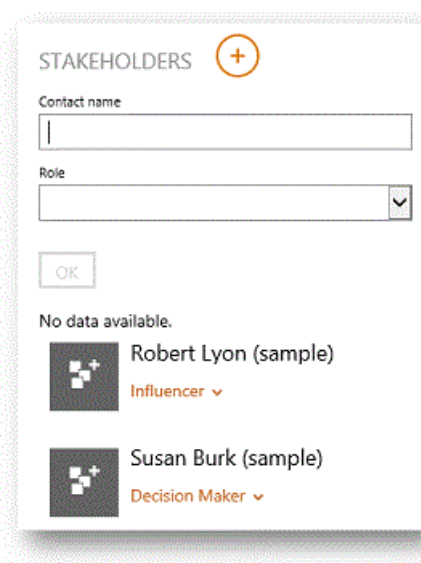 STAKEHOLDERS
Contact name
Role
OK
No data available.
Robert Lyon (sample)
Influencer
Susan Burk (sample)
Decision Maker